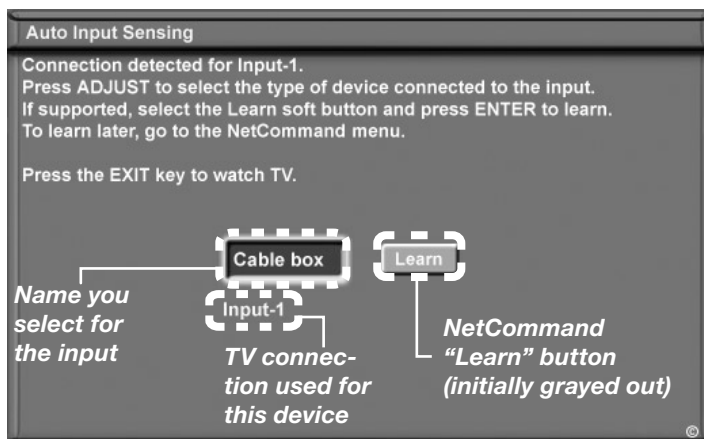 Auto Input Sensing
Connection detected for Input-1.
Press ADJUST to select the type of device connected to the input.
If supported, select the Learn soft button and press ENTER to learn.
To learn later, go to the NetCommand menu.
Press the EXIT key to watch TV.
Cable box
Learn
Input-1
Name you
select for
the input
TV connec-
tion used for
this device
NetCommand
“Learn” button
(initially grayed out)
©